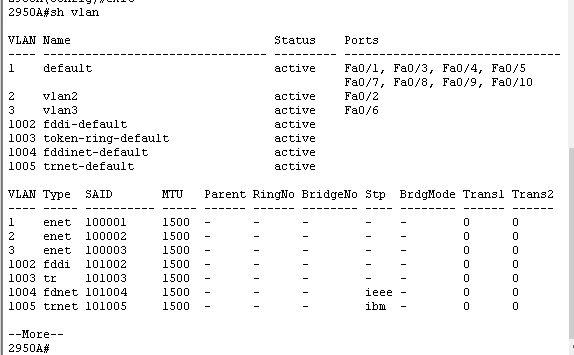 2950A#sh vlan
VLAN Name                             Status    Ports
---- -------------------------------- --------- -------------------------------
1    default                          active    Fa0/1, Fa0/3, Fa0/4, Fa0/5
                                                Fa0/7, Fa0/8, Fa0/9, Fa0/10
2    vlan2                            active    Fa0/2
3    vlan3                            active    Fa0/6
1002 fddi-default                     active
1003 token-ring-default               active
1004 fddinet-default                  active
1005 trnet-default                    active
VLAN Type  SAID       MTU   Parent RingNo BridgeNo Stp  BrdgMode Trans1 Trans2
---- ----- ---------- ----- ------ ------ -------- ---- -------- ------ ------
1    enet  100001     1500  -      -      -        -    -        0      0
2    enet  100002     1500  -      -      -        -    -        0      0
3    enet  100003     1500  -      -      -        -    -        0      0
1002 fddi  101002     1500  -      -      -        -    -        0      0
1003 tr    101003     1500  -      -      -        -    -        0      0
1004 fdnet 101004     1500  -      -      -        ieee -        0      0
1005 trnet 101005     1500  -      -      -        ibm  -        0      0
--More--
2950A#